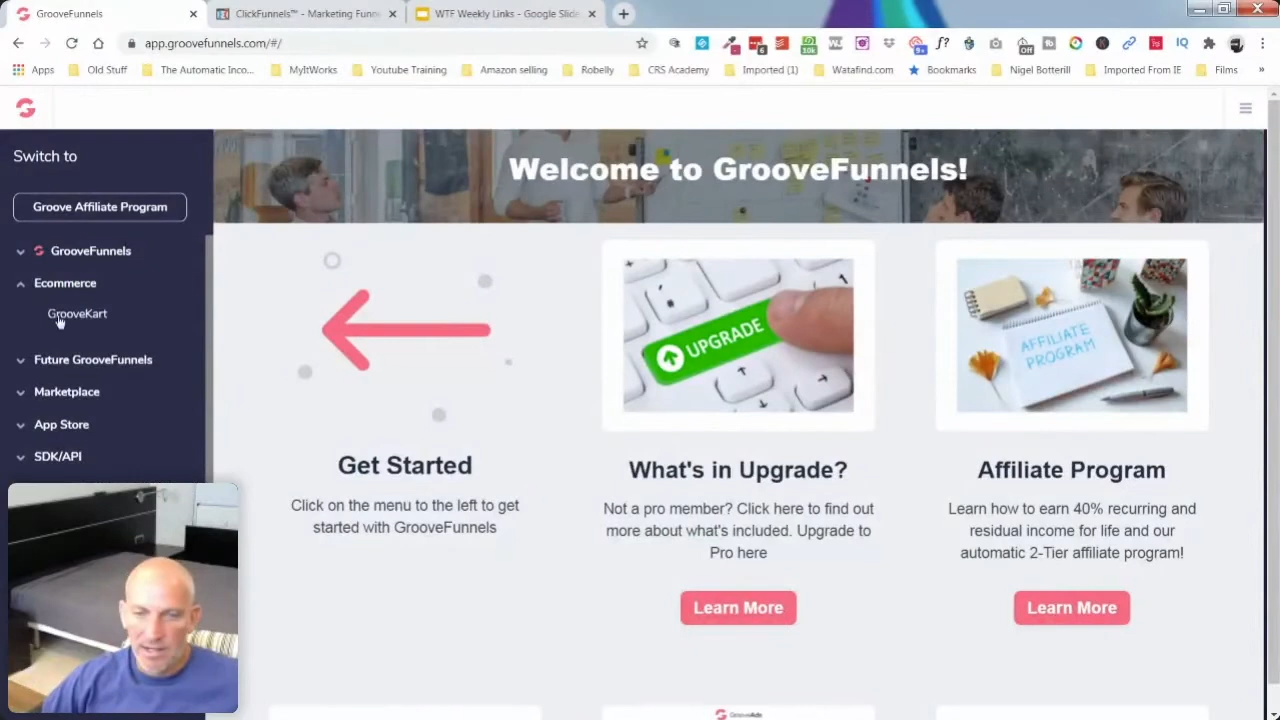 GrooveFunnels
ClickFunnels™ - Marketing Funne
WTF Weekly Links - Google Slide
app.groovefunnels.com/#/
Apps
Old Stuff
The Automatic Inco...
MyItWorks
Youtube Training
Amazon selling
Robelly
CRS Academy
Imported (1)
Watafind.com
Bookmarks
Nigel Botterill
Imported From IE
Films
Switch to
Groove Affiliate Program
GrooveFunnels
Ecommerce
GrooveKart
Future GrooveFunnels
Marketplace
App Store
SDK/API
Welcome to GrooveFunnels!
Get Started
Click on the menu to the left to get
started with GrooveFunnels
UPGRADE
What's in Upgrade?
Not a pro member? Click here to find out
more about what's included. Upgrade to
Pro here
Learn More
AFFILIATE
PROGRAM
Affiliate Program
Learn how to earn 40% recurring and
residual income for life and our
automatic 2-Tier affiliate program!
Learn More
GrooveAds